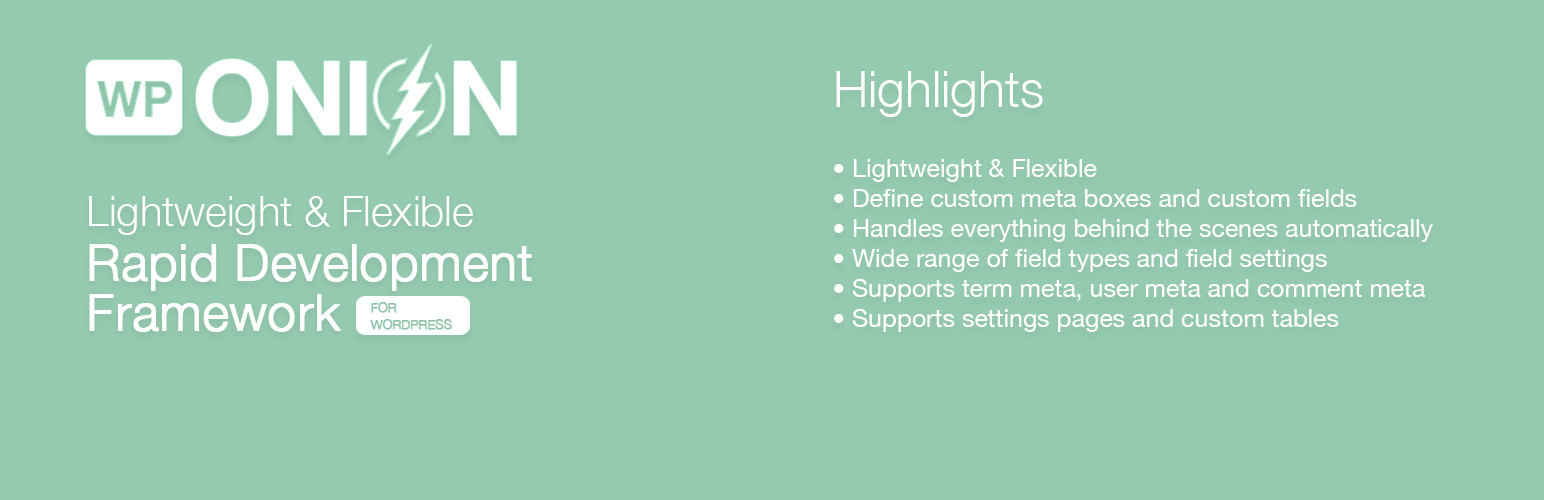 WP ONION
Lightweight & Flexible
Rapid Development
Framework
FOR
WORDPRESS
Highlights
• Lightweight & Flexible
• Define custom meta boxes and custom fields
• Handles everything behind the scenes automatically
• Wide range of field types and field settings
• Supports term meta, user meta and comment meta
• Supports settings pages and custom tables